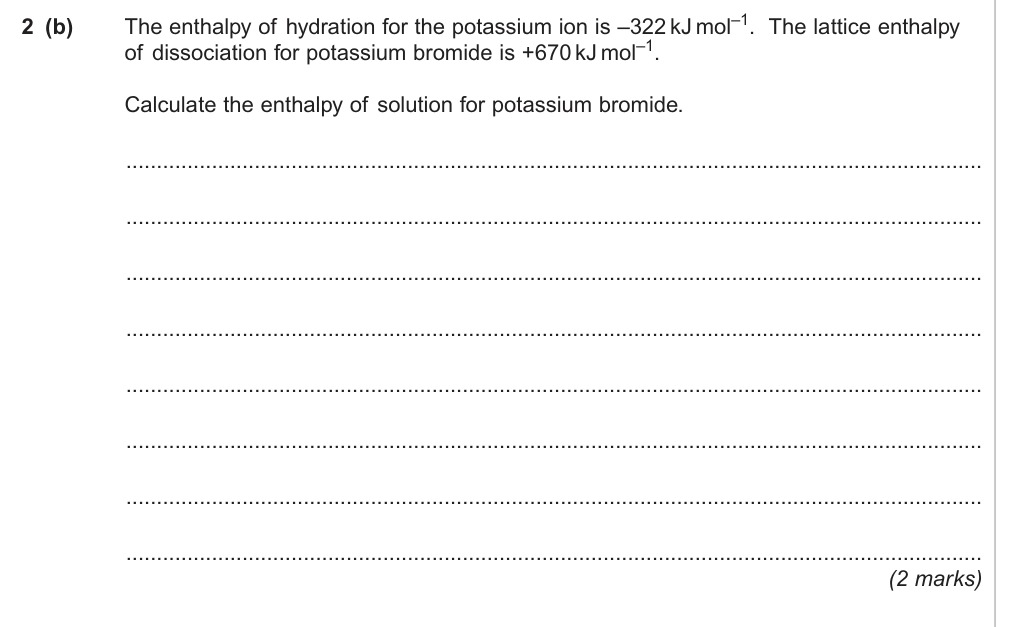 2 (b) The enthalpy of hydration for the potassium ion is –322 kJ mol⁻¹. The lattice enthalpy
of dissociation for potassium bromide is +670 kJ mol⁻¹.
Calculate the enthalpy of solution for potassium bromide.
(2 marks)